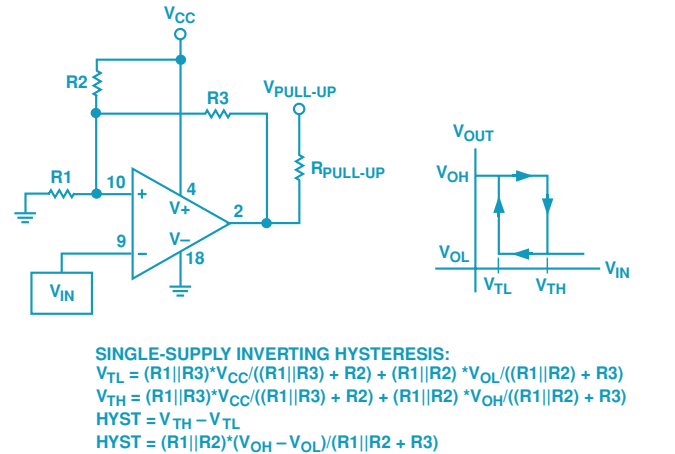 VCC
R2
VPULL-UP
R3
RPULL-UP
R1
10
+
4
V+
2
9
–
V–
18
VIN
VOUT
VOH
VOL
VIN
VTL
VTH
SINGLE-SUPPLY INVERTING HYSTERESIS:
VTL = (R1||R3)*VCC/((R1||R3) + R2) + (R1||R2) *VOL/((R1||R2) + R3)
VTH = (R1||R3)*VCC/((R1||R3) + R2) + (R1||R2) *VOH/((R1||R2) + R3)
HYST = VTH – VTL
HYST = (R1||R2)*(VOH – VOL)/(R1||R2 + R3)